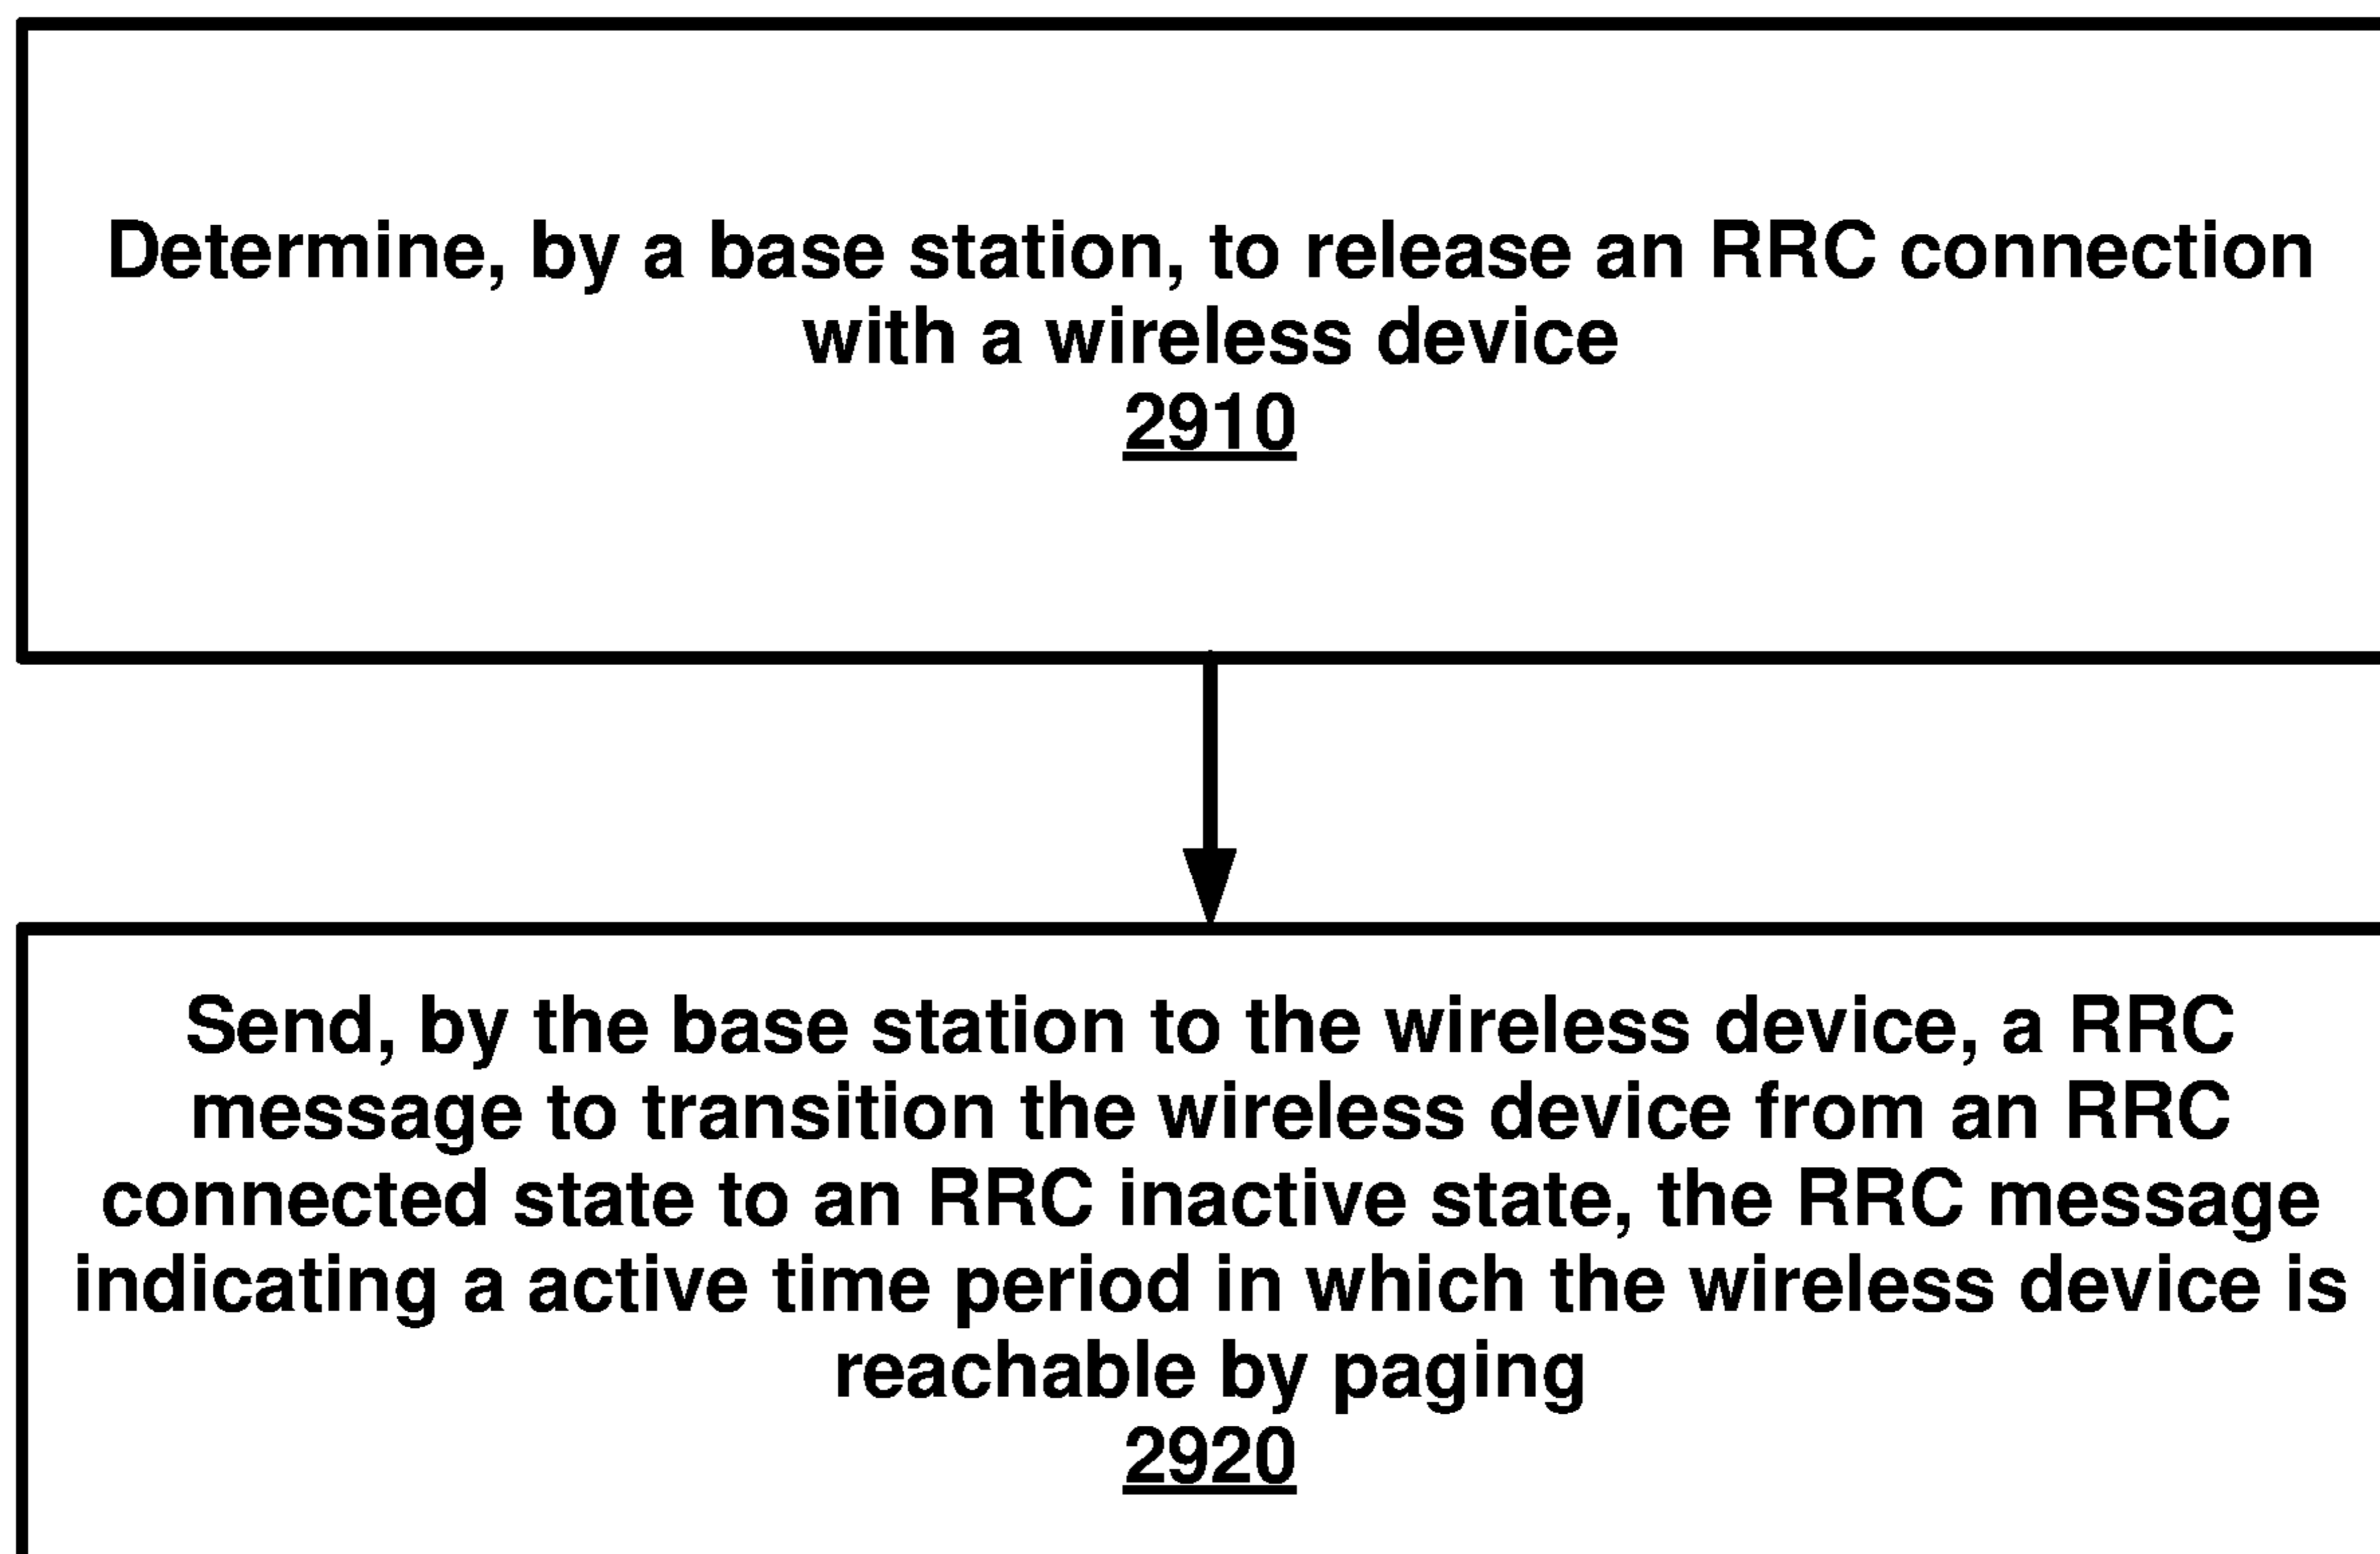 Determine, by a base station, to release an RRC connection
with a wireless device
2910
Send, by the base station to the wireless device, a RRC
message to transition the wireless device from an RRC
connected state to an RRC inactive state, the RRC message
indicating a active time period in which the wireless device is
reachable by paging
2920